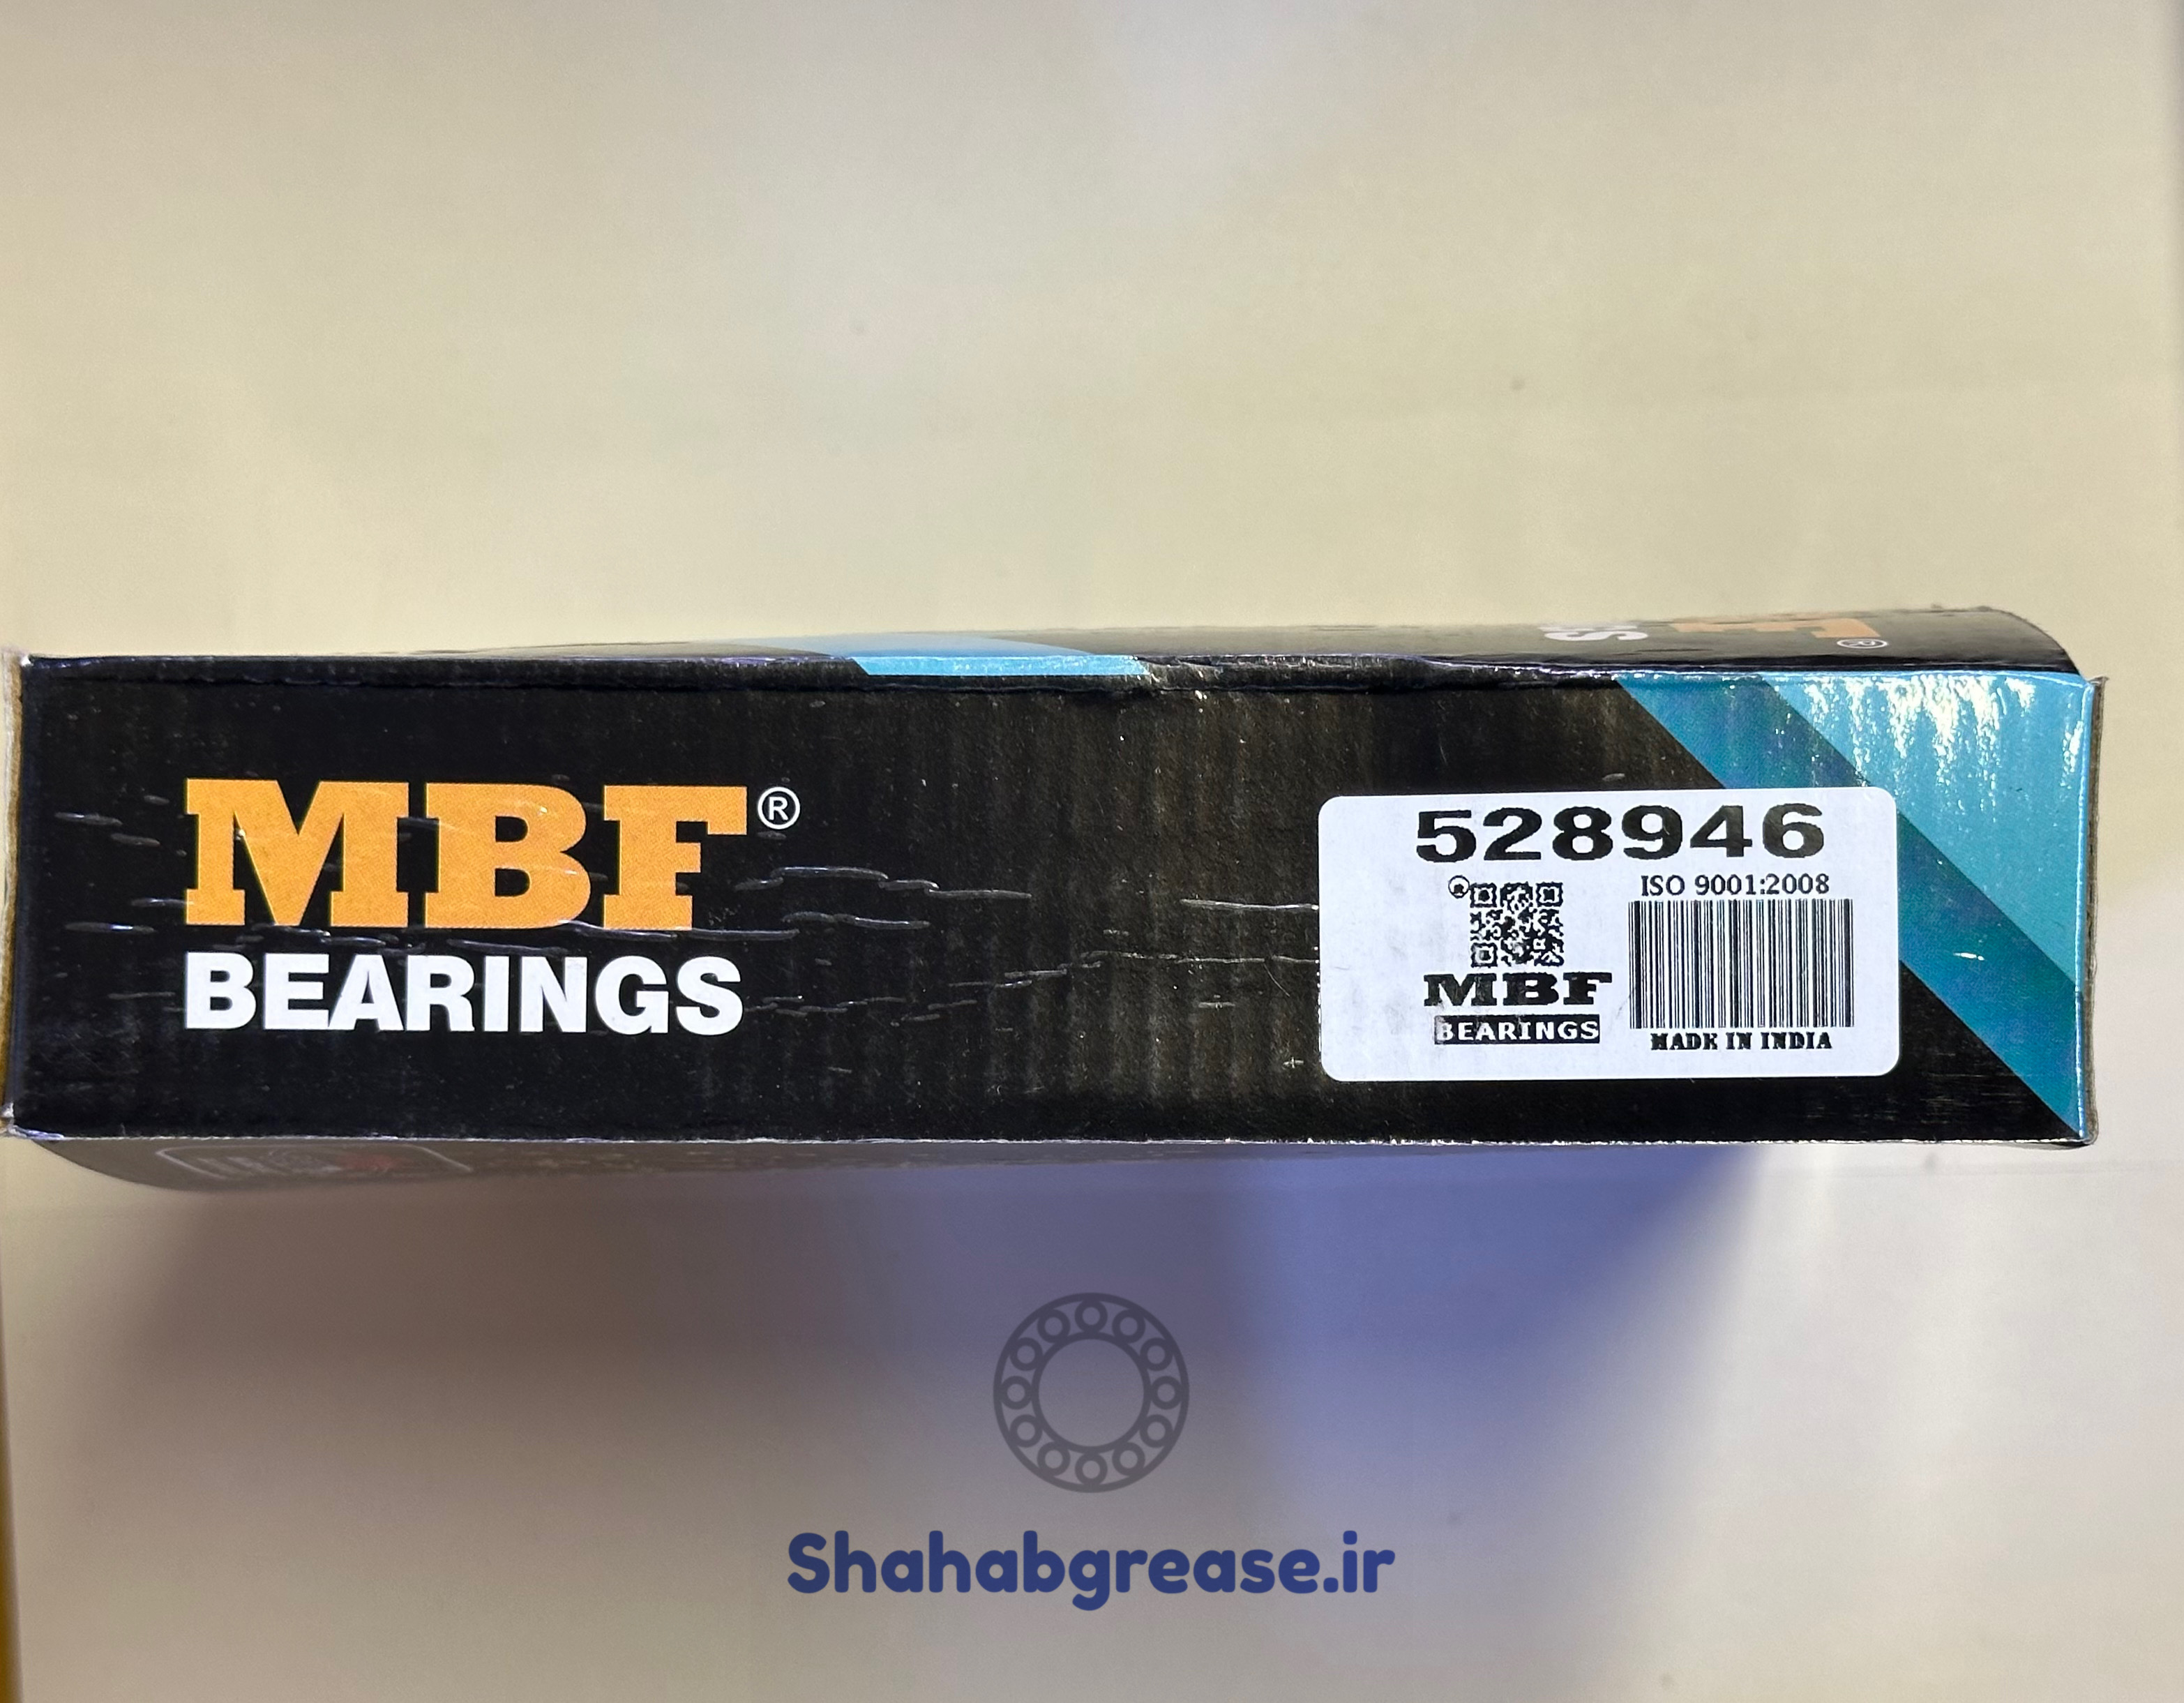 MBF®
BEARINGS
528946
ISO 9001:2008
MBF
BEARINGS
MADE IN INDIA
Shahabgrease.ir